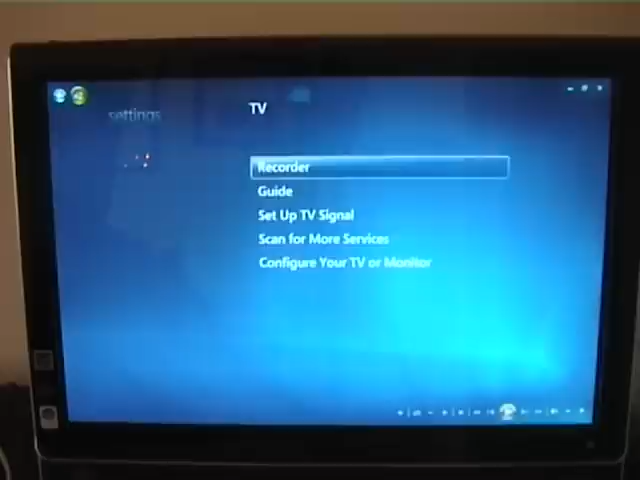 settings
TV
Recorder
Guide
Set Up TV Signal
Scan for More Services
Configure Your TV or Monitor